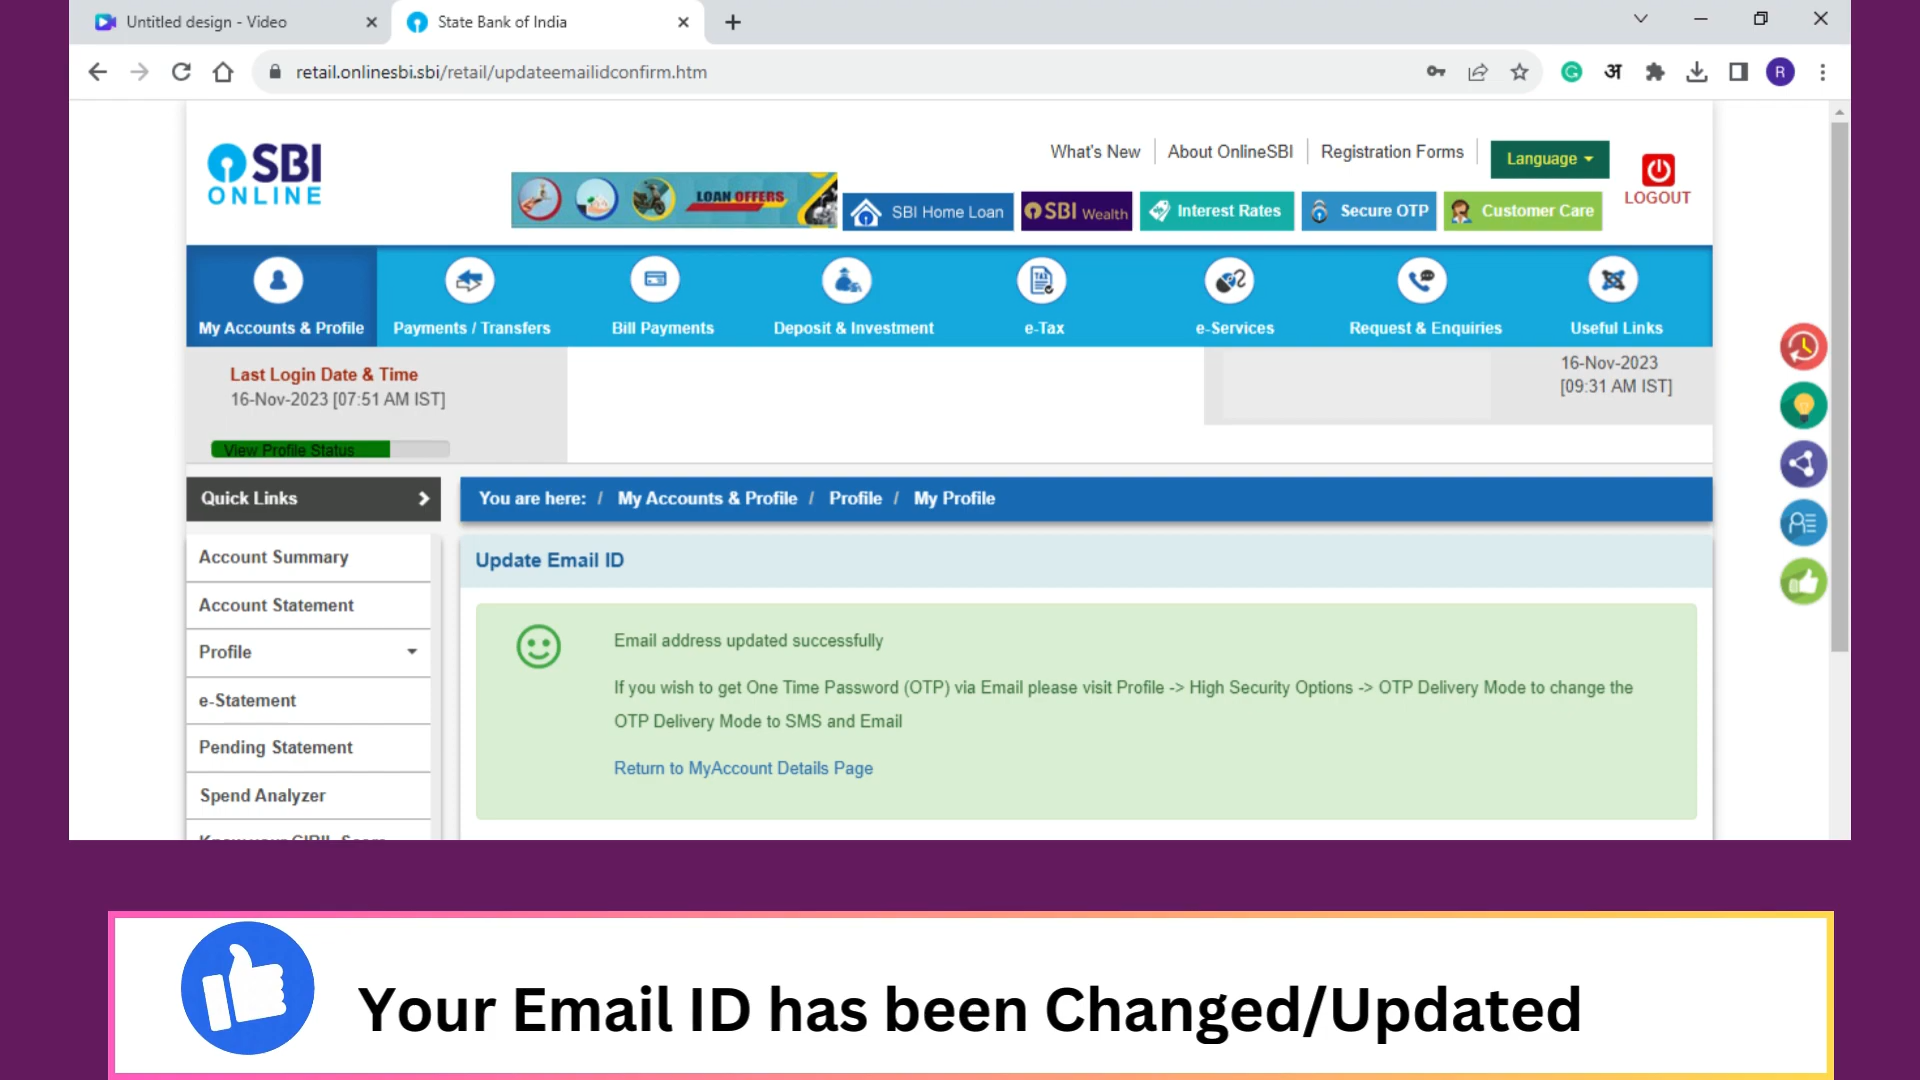 Untitled design - Video
State Bank of India
retail.onlinesbi.sbi/retail/updateemailidconfirm.htm
G
अ
R
SBI
ONLINE
What's New
About OnlineSBI
Registration Forms
Language
LOGOUT
LOAN OFFERS
SBI Home Loan
SBI Wealth
Interest Rates
Secure OTP
Customer Care
TAX
My Accounts & Profile
Payments / Transfers
Bill Payments
Deposit & Investment
e-Tax
e-Services
Request & Enquiries
Useful Links
Last Login Date & Time
16-Nov-2023 [07:51 AM IST]
16-Nov-2023
[09:31 AM IST]
View Profile Status
Quick Links
You are here: / My Accounts & Profile / Profile / My Profile
Account Summary
Account Statement
Profile
e-Statement
Pending Statement
Spend Analyzer
Know your CIBIL Score
Update Email ID
Email address updated successfully
If you wish to get One Time Password (OTP) via Email please visit Profile -> High Security Options -> OTP Delivery Mode to change the
OTP Delivery Mode to SMS and Email
Return to MyAccount Details Page
Your Email ID has been Changed/Updated